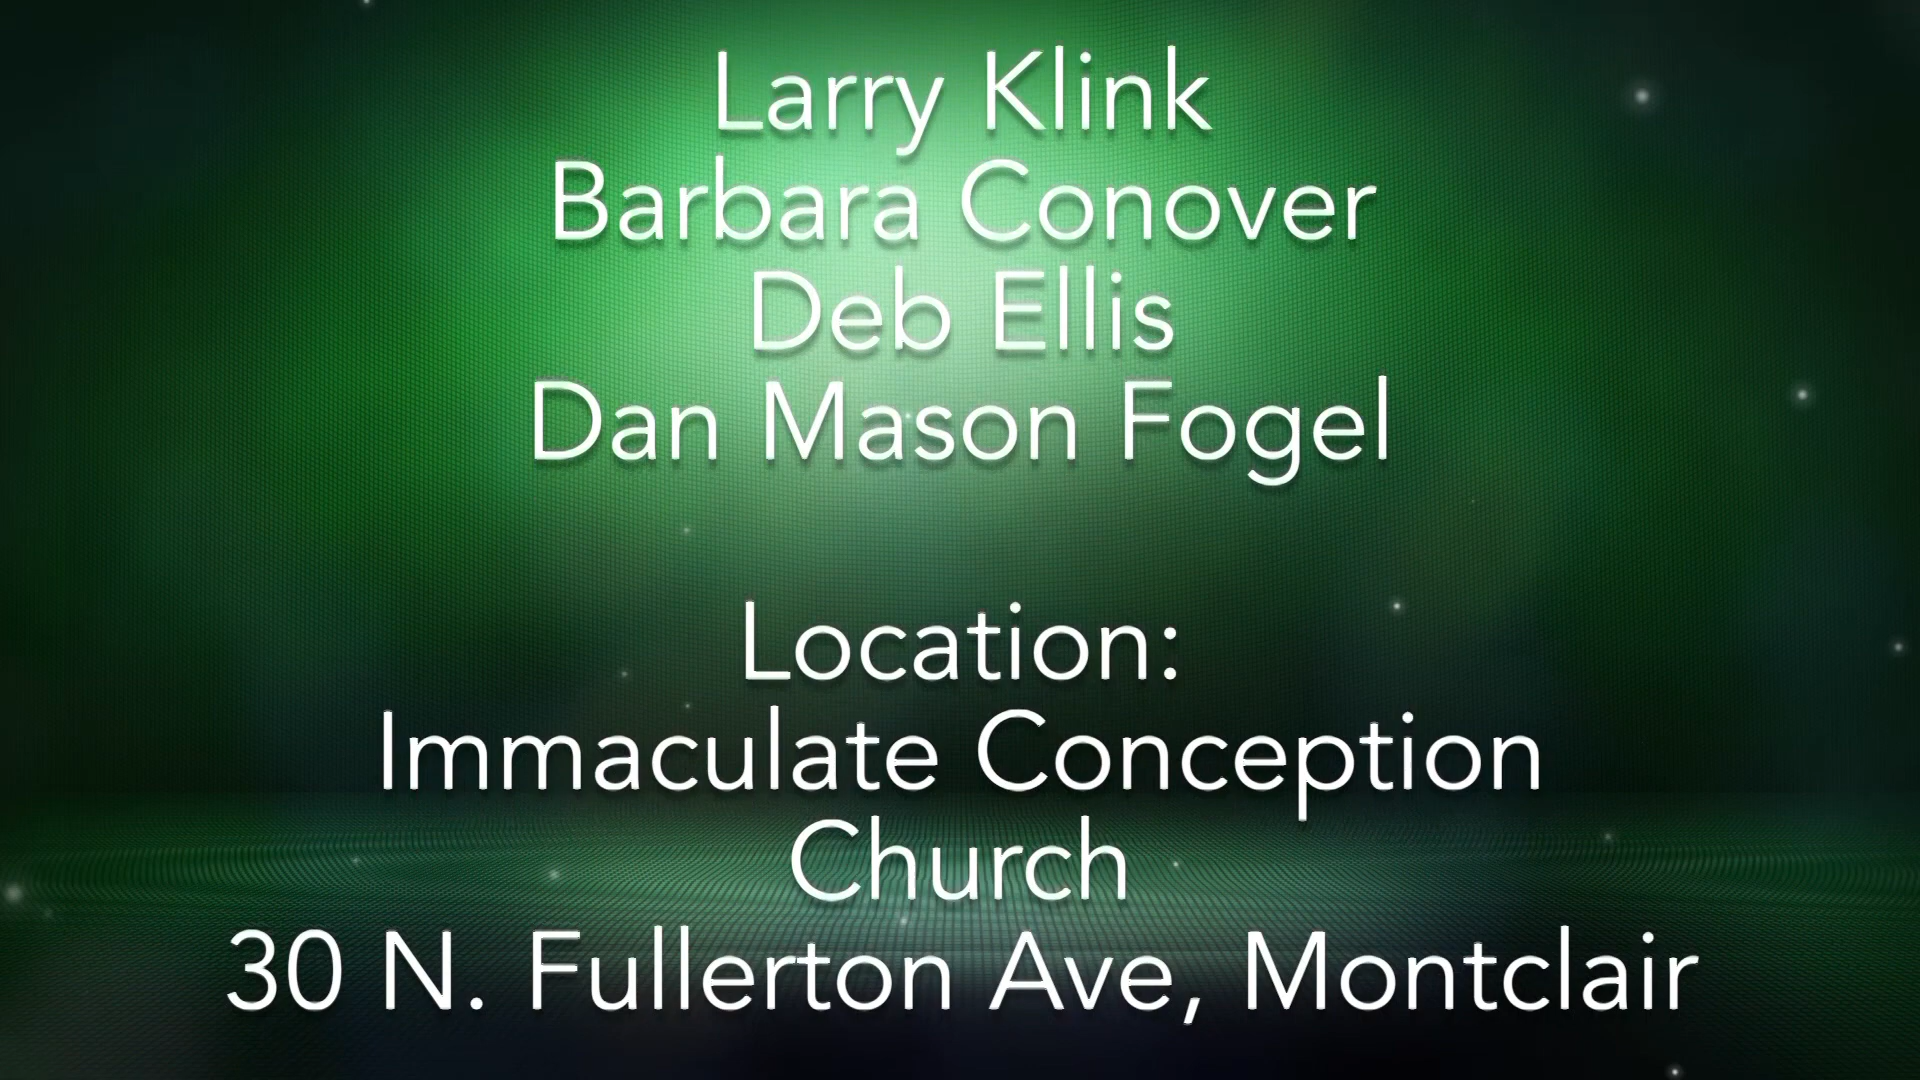 Larry Klink
Barbara Conover
Deb Ellis
Dan Mason Fogel
Location:
Immaculate Conception
Church
30 N. Fullerton Ave, Montclair